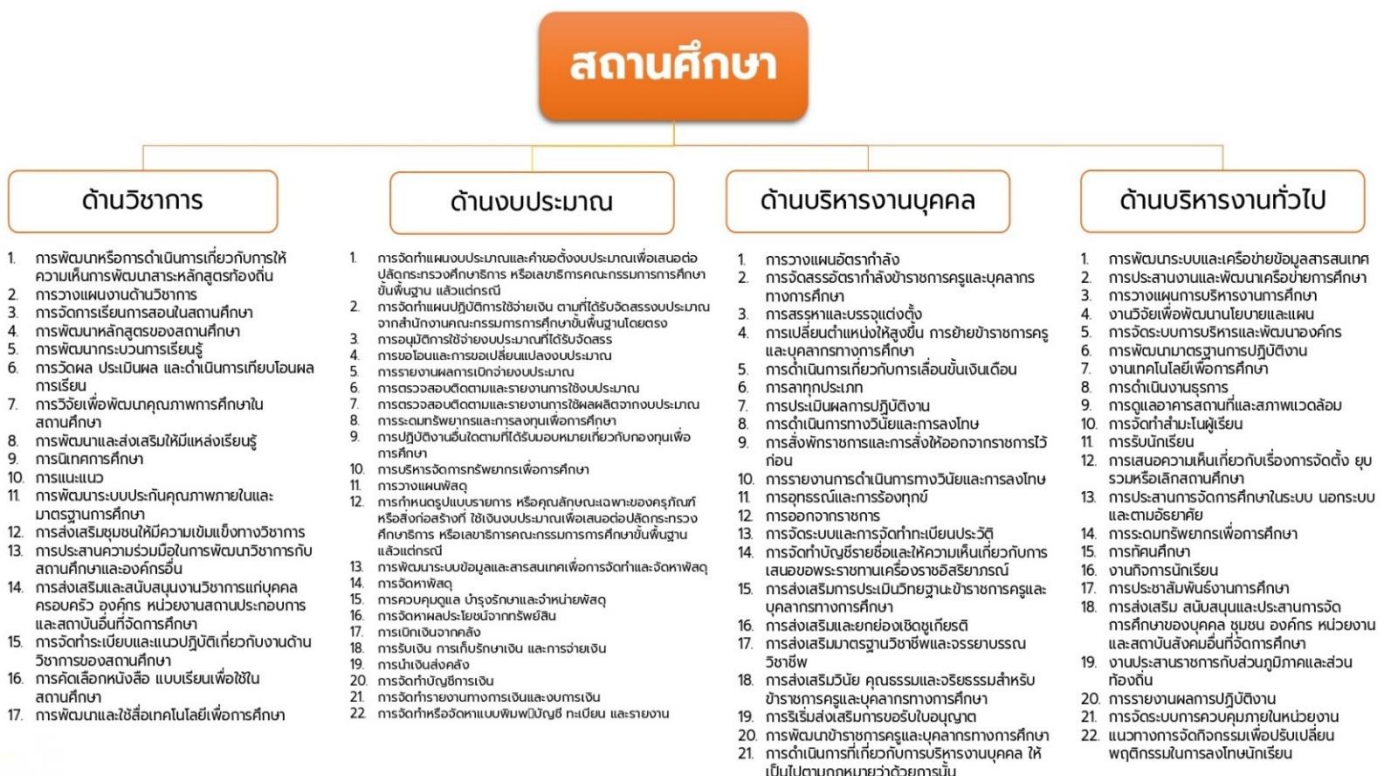 สถานศึกษา
ด้านวิชาการ
1. การพัฒนาหรือการดำเนินการเกี่ยวกับการให้
ความเห็นการพัฒนาสาระหลักสูตรท้องถิ่น
2. การวางแผนงานด้านวิชาการ
3. การจัดการเรียนการสอนในสถานศึกษา
4. การพัฒนาหลักสูตรของสถานศึกษา
5. การพัฒนากระบวนการเรียนรู้
6. การวัดผล ประเมินผล และดำเนินการเทียบโอนผล
การเรียน
7. การวิจัยเพื่อพัฒนาคุณภาพการศึกษาใน
สถานศึกษา
8. การพัฒนาและส่งเสริมให้มีแหล่งเรียนรู้
9. การนิเทศการศึกษา
10. การแนะแนว
11. การพัฒนาระบบประกันคุณภาพภายในและ
มาตรฐานการศึกษา
12. การส่งเสริมชุมชนให้มีความเข้มแข็งทางวิชาการ
13. การประสานความร่วมมือในการพัฒนาวิชาการกับ
สถานศึกษาและองค์กรอื่น
14. การส่งเสริมและสนับสนุนงานวิชาการแก่บุคคล
ครอบครัว องค์กร หน่วยงานสถานประกอบการ
และสถาบันอื่นที่จัดการศึกษา
15. การจัดทำระเบียบและแนวปฏิบัติเกี่ยวกับงานด้าน
วิชาการของสถานศึกษา
16. การคัดเลือกหนังสือ แบบเรียนเพื่อใช้ใน
สถานศึกษา
17. การพัฒนาและใช้สื่อเทคโนโลยีเพื่อการศึกษา
ด้านงบประมาณ
1. การจัดทำแผนงบประมาณและคำขอตั้งงบประมาณเพื่อเสนอต่อ
ปลัดกระทรวงศึกษาธิการ หรือเลขาธิการคณะกรรมการการศึกษา
ขั้นพื้นฐาน แล้วแต่กรณี
2. การจัดทำแผนปฏิบัติการใช้จ่ายเงิน ตามที่ได้รับจัดสรรงบประมาณ
จากสำนักงานคณะกรรมการการศึกษาขั้นพื้นฐานโดยตรง
3. การอนุมัติการใช้จ่ายงบประมาณที่ได้รับจัดสรร
4. การขอโอนและการขอเปลี่ยนแปลงงบประมาณ
5. การรายงานผลการเบิกจ่ายงบประมาณ
6. การตรวจสอบติดตามและรายงานการใช้งบประมาณ
7. การตรวจสอบติดตามและรายงานการใช้ผลผลิตจากงบประมาณ
8. การระดมทรัพยากรและการลงทุนเพื่อการศึกษา
9. การปฏิบัติงานอื่นใดตามที่ได้รับมอบหมายเกี่ยวกับกองทุนเพื่อ
การศึกษา
10. การบริหารจัดการทรัพยากรเพื่อการศึกษา
11. การวางแผนพัสดุ
12. การกำหนดรูปแบบรายการ หรือคุณลักษณะเฉพาะของครุภัณฑ์
หรือสิ่งก่อสร้างที่ ใช้เงินงบประมาณเพื่อเสนอต่อปลัดกระทรวง
ศึกษาธิการ หรือเลขาธิการคณะกรรมการการศึกษาขั้นพื้นฐาน
แล้วแต่กรณี
13. การพัฒนาระบบข้อมูลและสารสนเทศเพื่อการจัดทำและจัดหาพัสดุ
14. การจัดหาพัสดุ
15. การควบคุมดูแล บำรุงรักษาและจำหน่ายพัสดุ
16. การจัดหาผลประโยชน์จากทรัพย์สิน
17. การเบิกเงินจากคลัง
18. การรับเงิน การเก็บรักษาเงิน และการจ่ายเงิน
19. การนำเงินส่งคลัง
20. การจัดทำบัญชีการเงิน
21. การจัดทำรายงานทางการเงินและงบการเงิน
22. การจัดทำหรือจัดหาแบบพิมพ▯บัญชี ทะเบียน และรายงาน
ด้านบริหารงานบุคคล
1. การวางแผนอัตรากำลัง
2. การจัดสรรอัตรากำลังข้าราชการครูและบุคลากร
ทางการศึกษา
3. การสรรหาและบรรจุแต่งตั้ง
4. การเปลี่ยนตำแหน่งให้สูงขึ้น การย้ายข้าราชการครู
และบุคลากรทางการศึกษา
5. การดำเนินการเกี่ยวกับการเลื่อนขั้นเงินเดือน
6. การลาทุกประเภท
7. การประเมินผลการปฏิบัติงาน
8. การดำเนินการทางวินัยและการลงโทษ
9. การสั่งพักราชการและการสั่งให้ออกจากราชการไว้
ก่อน
10. การรายงานการดำเนินการทางวินัยและการลงโทษ
11. การอุทธรณ์และการร้องทุกข์
12. การออกจากราชการ
13. การจัดระบบและการจัดทำทะเบียนประวัติ
14. การจัดทำบัญชีรายชื่อและให้ความเห็นเกี่ยวกับการ
เสนอขอพระราชทานเครื่องราชอิสริยาภรณ์
15. การส่งเสริมการประเมินวิทยฐานะข้าราชการครูและ
บุคลากรทางการศึกษา
16. การส่งเสริมและยกย่องเชิดชูเกียรติ
17. การส่งเสริมมาตรฐานวิชาชีพและจรรยาบรรณ
วิชาชีพ
18. การส่งเสริมวินัย คุณธรรมและจริยธรรมสำหรับ
ข้าราชการครูและบุคลากรทางการศึกษา
19. การริเริ่มส่งเสริมการขอรับใบอนุญาต
20. การพัฒนาข้าราชการครูและบุคลากรทางการศึกษา
21. การดำเนินการที่เกี่ยวกับการบริหารงานบุคคล ให้
เป็นไปตามกฎหมายว่าด้วยการนั้น
ด้านบริหารงานทั่วไป
1. การพัฒนาระบบและเครือข่ายข้อมูลสารสนเทศ
2. การประสานงานและพัฒนาเครือข่ายการศึกษา
3. การวางแผนการบริหารงานการศึกษา
4. งานวิจัยเพื่อพัฒนานโยบายและแผน
5. การจัดระบบการบริหารและพัฒนาองค์กร
6. การพัฒนามาตรฐานการปฏิบัติงาน
7. งานเทคโนโลยีเพื่อการศึกษา
8. การดำเนินงานธุรการ
9. การดูแลอาคารสถานที่และสภาพแวดล้อม
10. การจัดทำสำมะโนผู้เรียน
11. การรับนักเรียน
12. การเสนอความเห็นเกี่ยวกับเรื่องการจัดตั้ง ยุบ
รวมหรือเลิกสถานศึกษา
13. การประสานการจัดการศึกษาในระบบ นอกระบบ
และตามอัธยาศัย
14. การระดมทรัพยากรเพื่อการศึกษา
15. การทัศนศึกษา
16. งานกิจการนักเรียน
17. การประชาสัมพันธ์งานการศึกษา
18. การส่งเสริม สนับสนุนและประสานการจัด
การศึกษาของบุคคล ชุมชน องค์กร หน่วยงาน
และสถาบันสังคมอื่นที่จัดการศึกษา
19. งานประสานราชการกับส่วนภูมิภาคและส่วน
ท้องถิ่น
20. การรายงานผลการปฏิบัติงาน
21. การจัดระบบการควบคุมภายในหน่วยงาน
22. แนวทางการจัดกิจกรรมเพื่อปรับเปลี่ยน
พฤติกรรมในการลงโทษนักเรียน